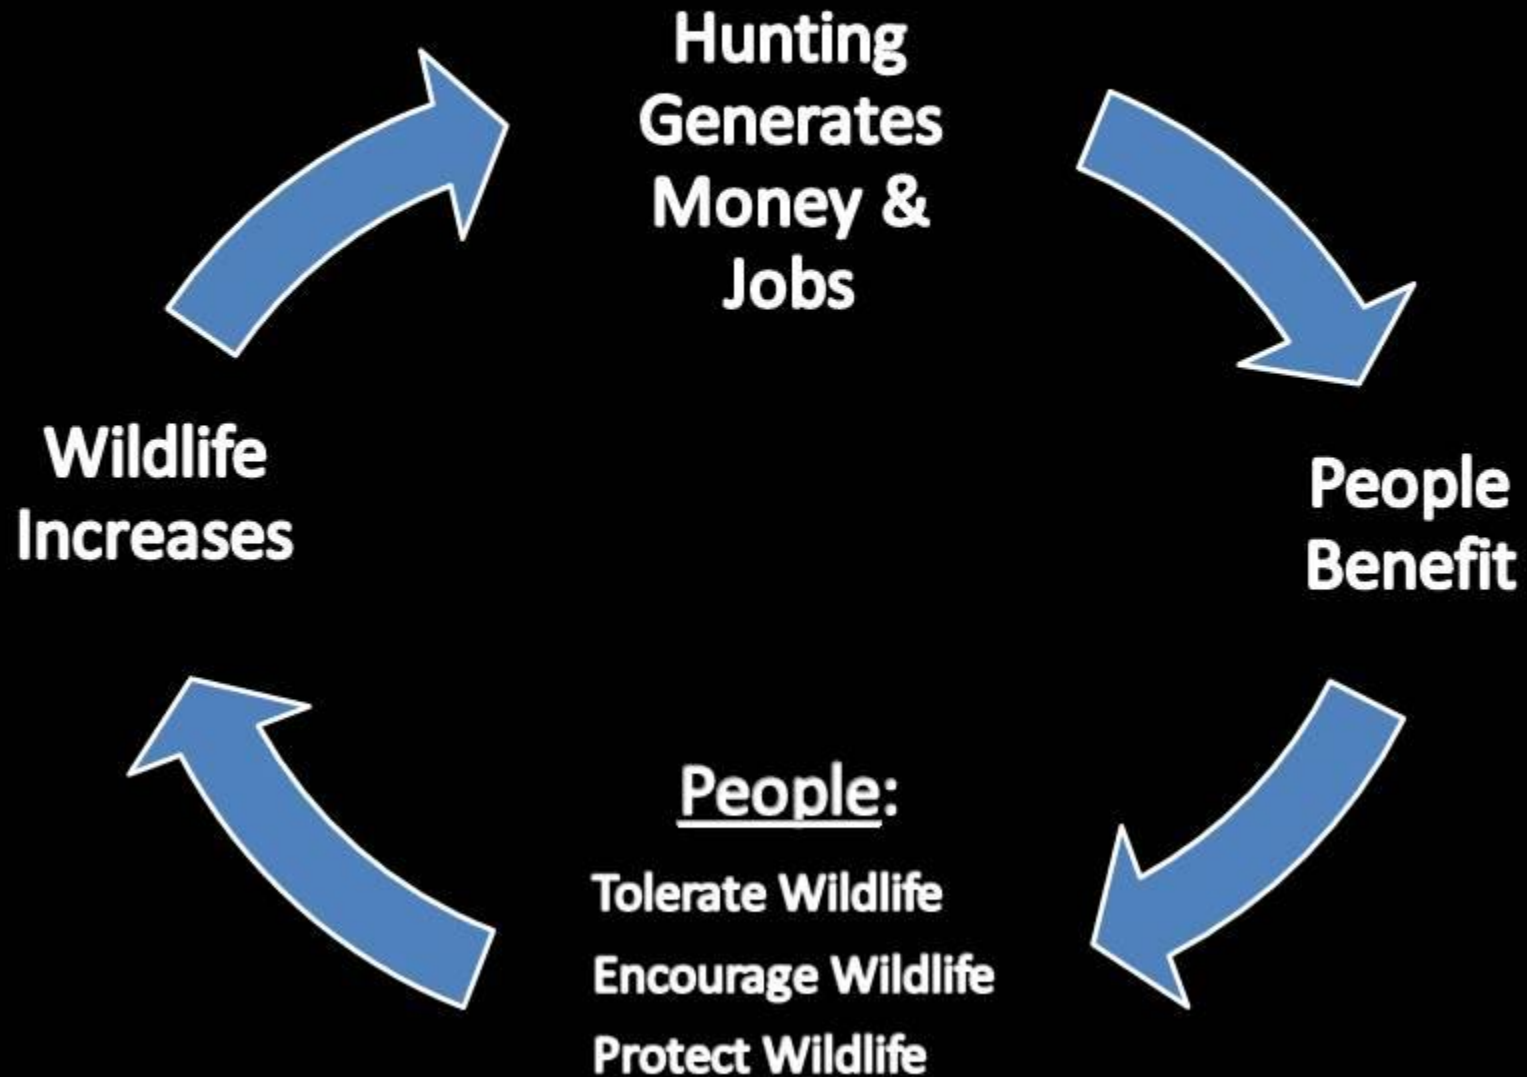 Hunting
Generates
Money &
Jobs
People
Benefit
People:
Tolerate Wildlife
Encourage Wildlife
Protect Wildlife
Wildlife
Increases